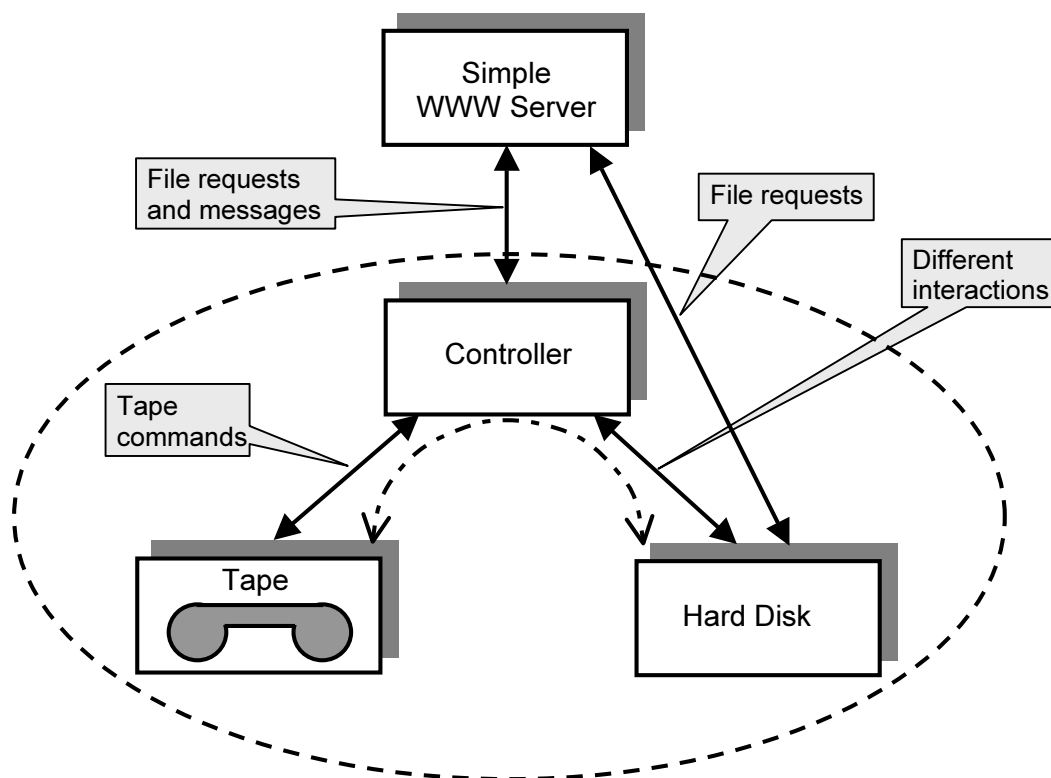 Simple
WWW Server
File requests
and messages
File requests
Different
interactions
Controller
Tape
commands
Tape
Hard Disk